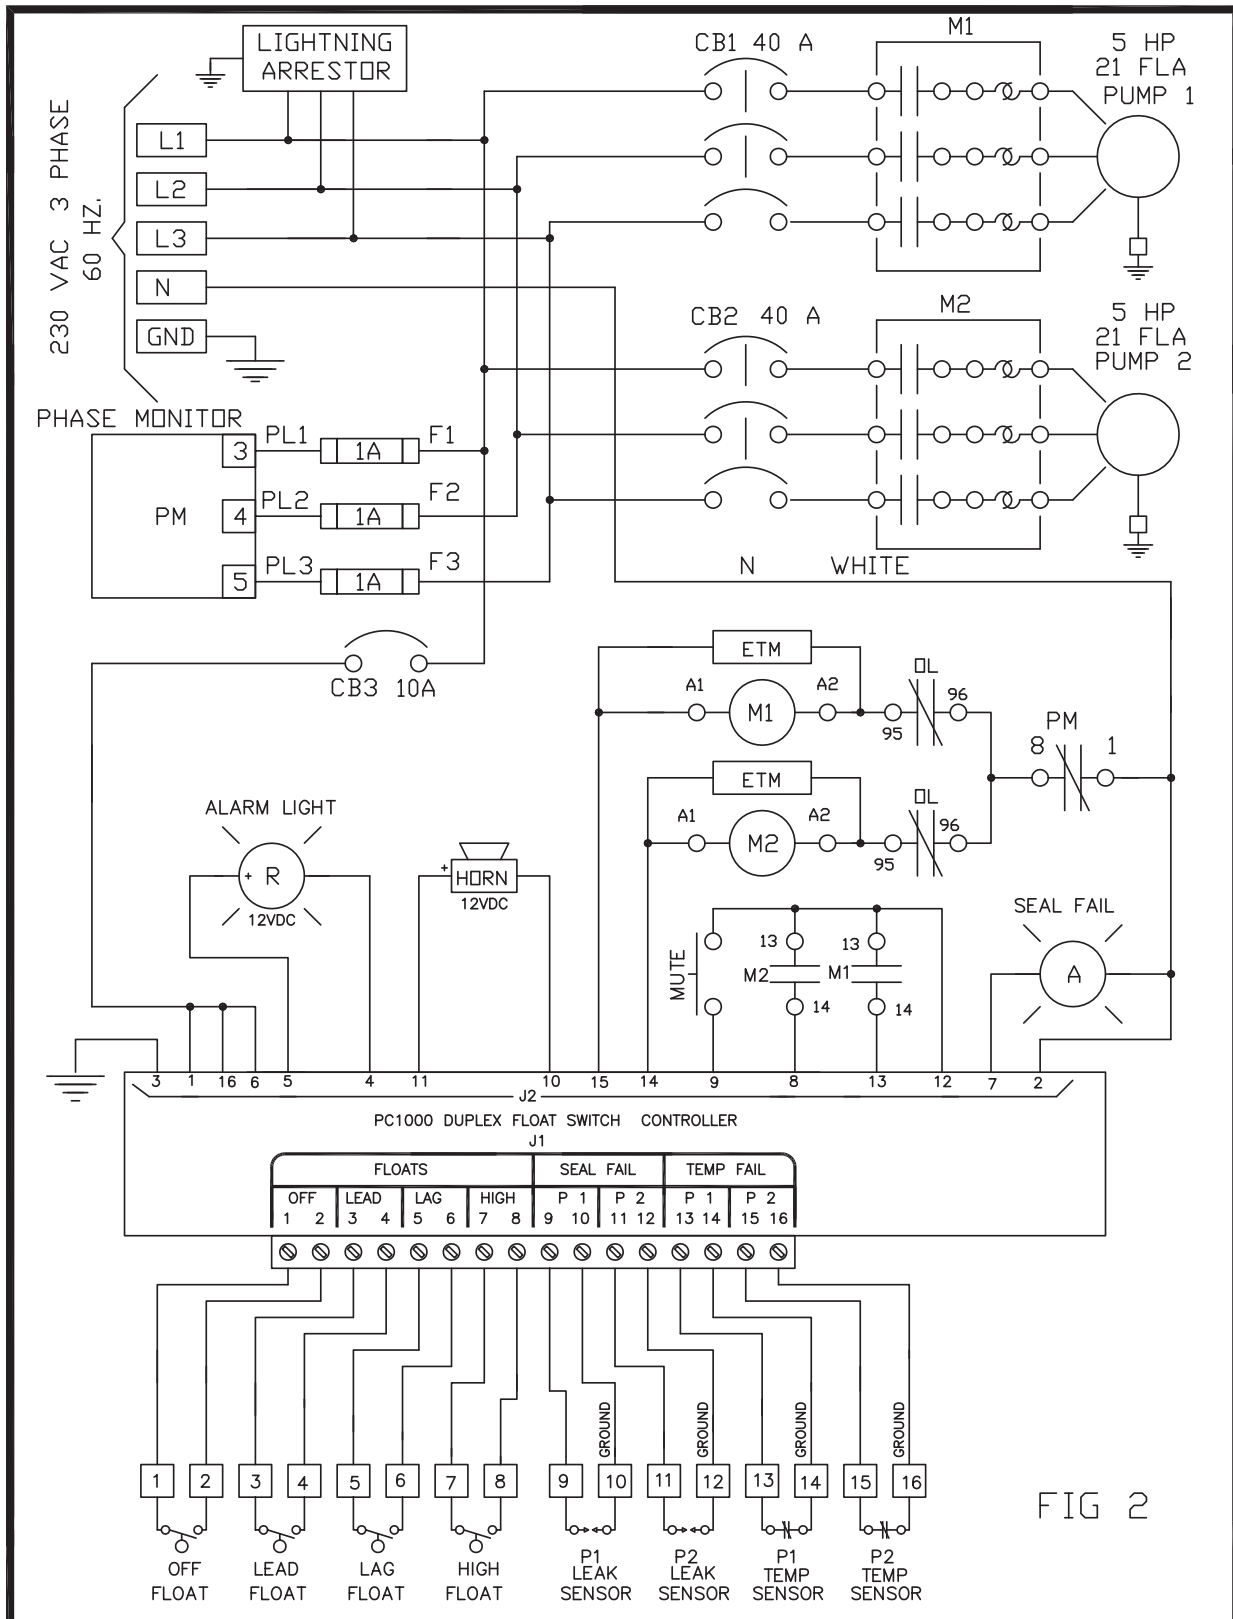 LIGHTNING
ARRESTOR
CB1 40 A
M1
5 HP
21 FLA
PUMP 1
230 VAC 3 PHASE
60 HZ.
L1
L2
L3
N
GND
CB2 40 A
M2
5 HP
21 FLA
PUMP 2
PHASE MONITOR
PM
3 PL1 1A F1
4 PL2 1A F2
5 PL3 1A F3
N WHITE
CB3 10A
ETM
A1 M1 A2
OL
95 96
PM
8 1
ETM
A1 M2 A2
OL
95 96
ALARM LIGHT
+ R
12VDC
+ HORN
12VDC
MUTE
13 M2 14
13 M1 14
SEAL FAIL
A
3 1 16 6 5 4 11 10 15 14 9 8 13 12 7 2
J2
PC1000 DUPLEX FLOAT SWITCH CONTROLLER
J1
FLOATS SEAL FAIL TEMP FAIL
OFF LEAD LAG HIGH P 1 P 2 P 1 P 2
1 2 3 4 5 6 7 8 9 10 11 12 13 14 15 16
GROUND GROUND GROUND GROUND
1 2 3 4 5 6 7 8 9 10 11 12 13 14 15 16
OFF
FLOAT
LEAD
FLOAT
LAG
FLOAT
HIGH
FLOAT
P1
LEAK
SENSOR
P2
LEAK
SENSOR
P1
TEMP
SENSOR
P2
TEMP
SENSOR
FIG 2